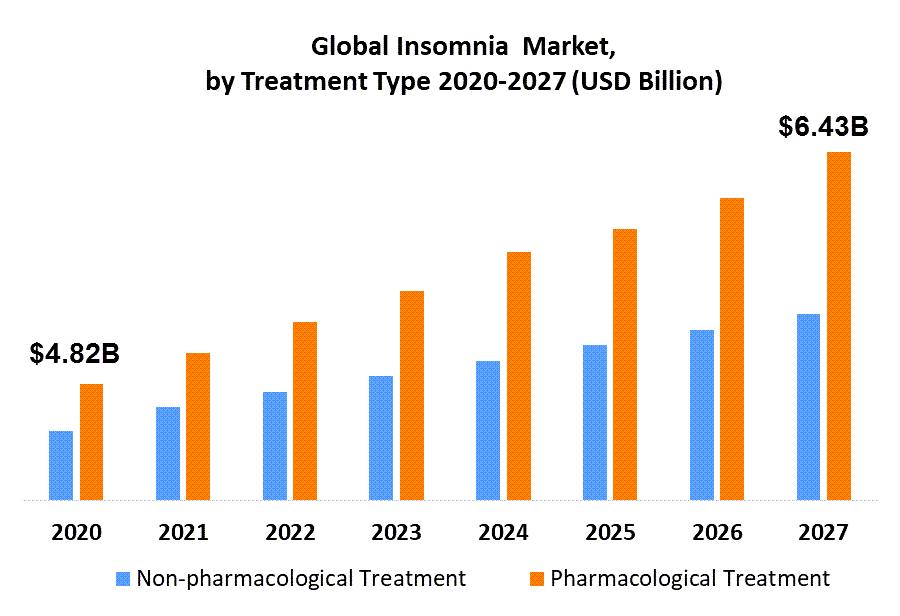 Global Insomnia  Market,
by Treatment Type 2020-2027 (USD Billion)
$6.43B
$4.82B
2020 2021 2022 2023 2024 2025 2026 2027
Non-pharmacological Treatment Pharmacological Treatment